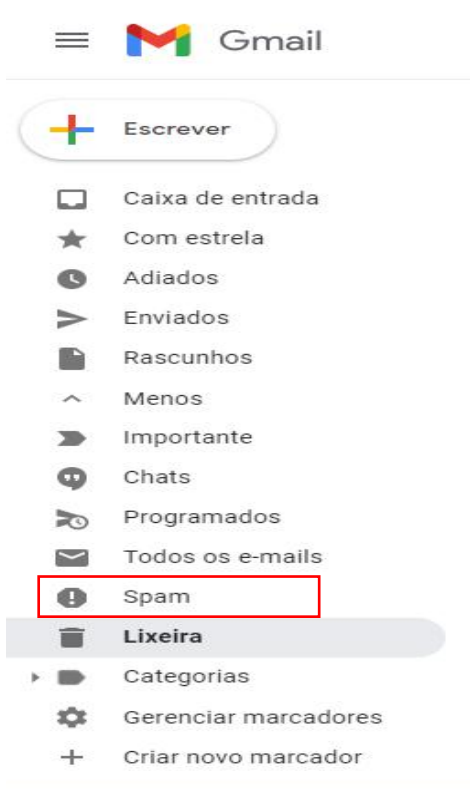 Gmail
Escrever
Caixa de entrada
Com estrela
Adiados
Enviados
Rascunhos
Menos
Importante
Chats
Programados
Todos os e-mails
Spam
Lixeira
Categorias
Gerenciar marcadores
Criar novo marcador